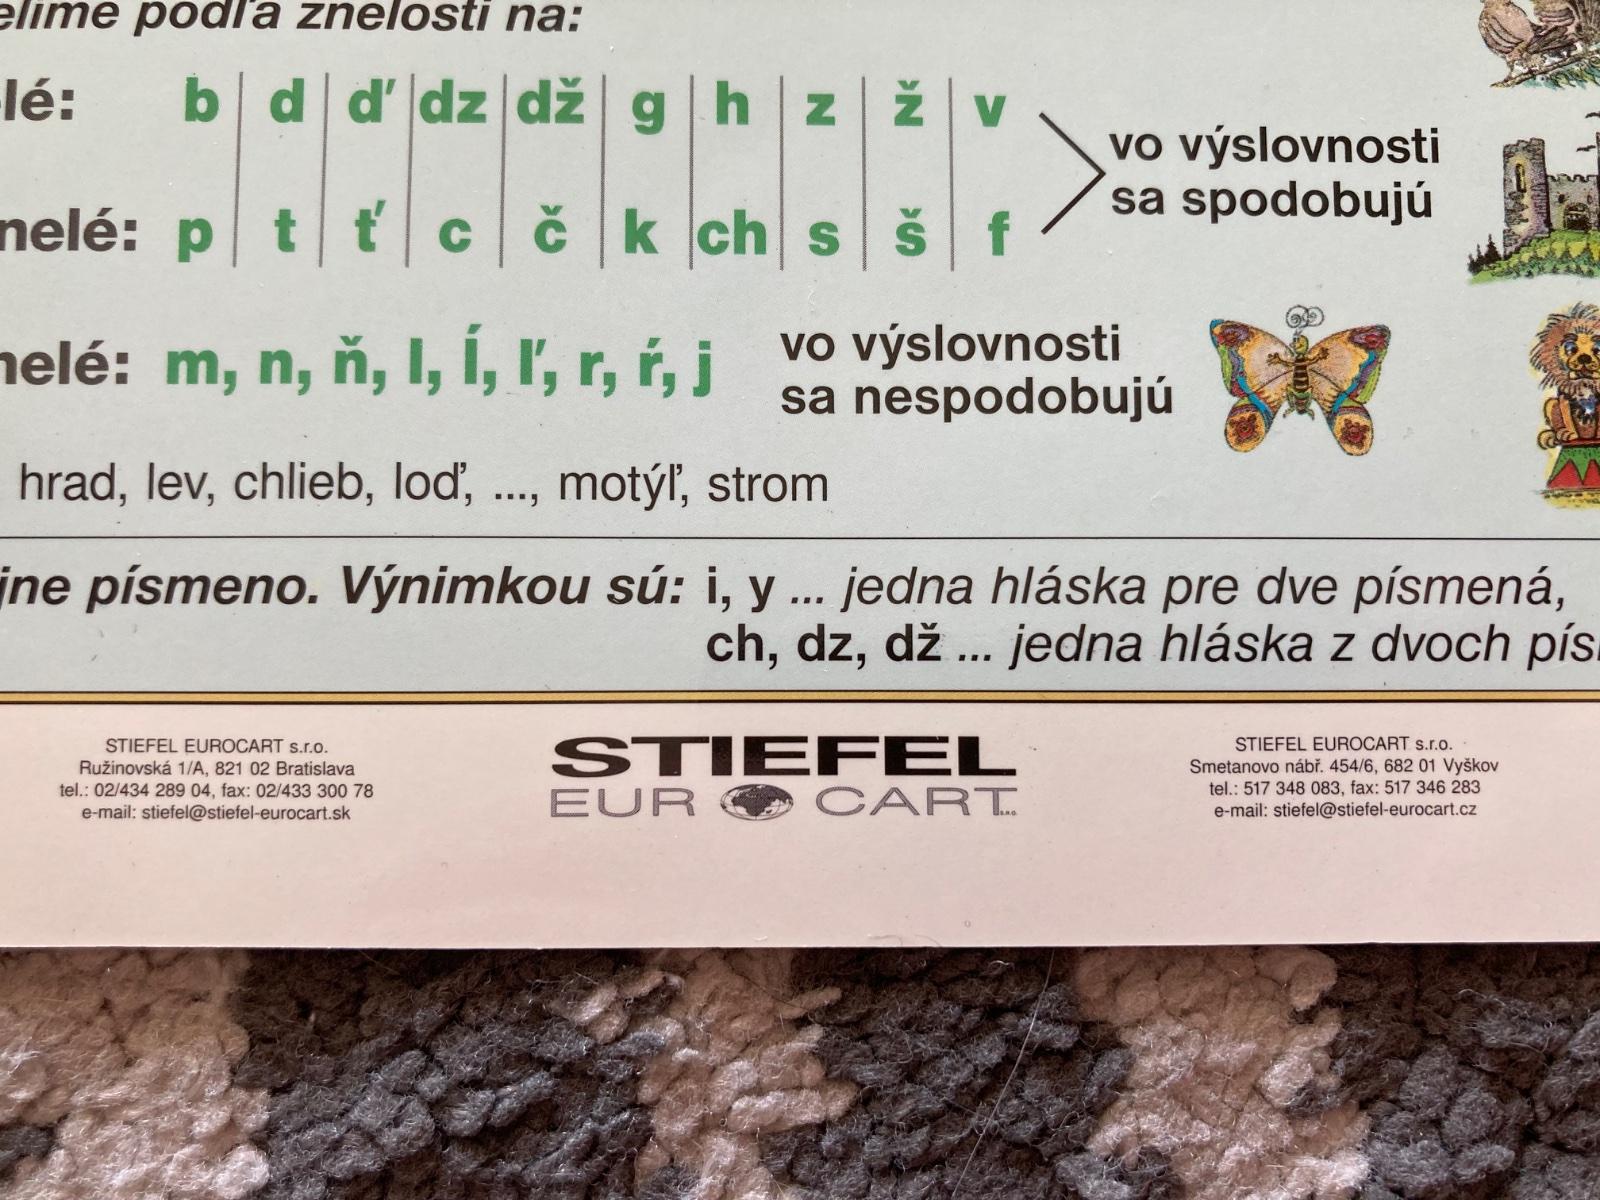 elíme podľa znelosti na:
lé: b d ď dz dž g h z ž v
nelé: p t ť c č k ch s š f
vo výslovnosti
sa spodobujú
nelé: m, n, ň, l, ĺ, ľ, r, ŕ, j
vo výslovnosti
sa nespodobujú
hrad, lev, chlieb, loď, ..., motýľ, strom
jne písmeno. Výnimkou sú: i, y ... jedna hláska pre dve písmená,
ch, dz, dž ... jedna hláska z dvoch pís
STIEFEL EUROCART s.r.o.
Ružinovská 1/A, 821 02 Bratislava
tel.: 02/434 289 04, fax: 02/433 300 78
e-mail: stiefel@stiefel-eurocart.sk
STIEFEL
EUROCART s.r.o.
STIEFEL EUROCART s.r.o.
Smetanovo nábř. 454/6, 682 01 Vyškov
tel.: 517 348 083, fax: 517 346 283
e-mail: stiefel@stiefel-eurocart.cz